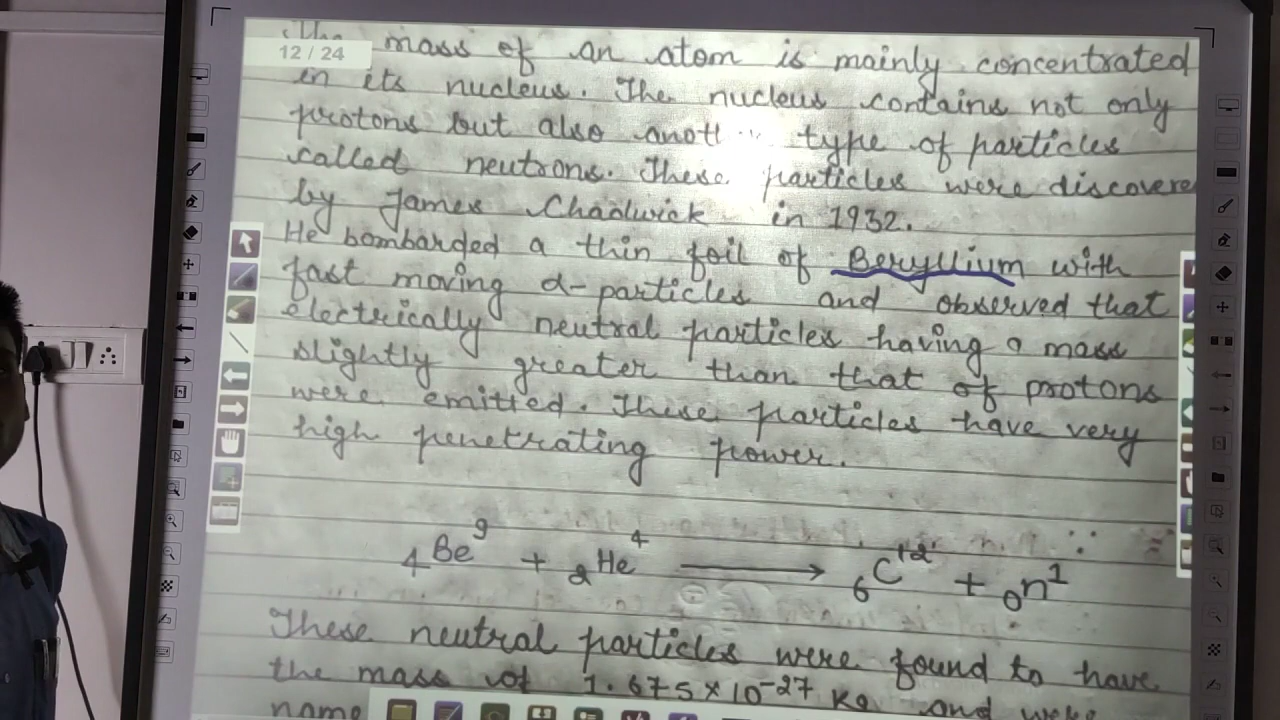 12 / 24
The mass of an atom is mainly concentrated
in its nucleus. The nucleus contains not only
protons but also type of particles
called neutrons. These particles were discovere
by James Chadwick in 1932.
He bombarded a thin foil of Beryllium with
fast moving α-particles and observed that
electrically neutral particles having a mass
slightly greater than that of protons
were emitted. These particles have very
high penetrating power.
₄Be⁹ + ₂He⁴ ⟶ ₆C¹² + ₀n¹
These neutral particles were found to have
the mass of 1.675×10⁻²⁷ kg and were
name